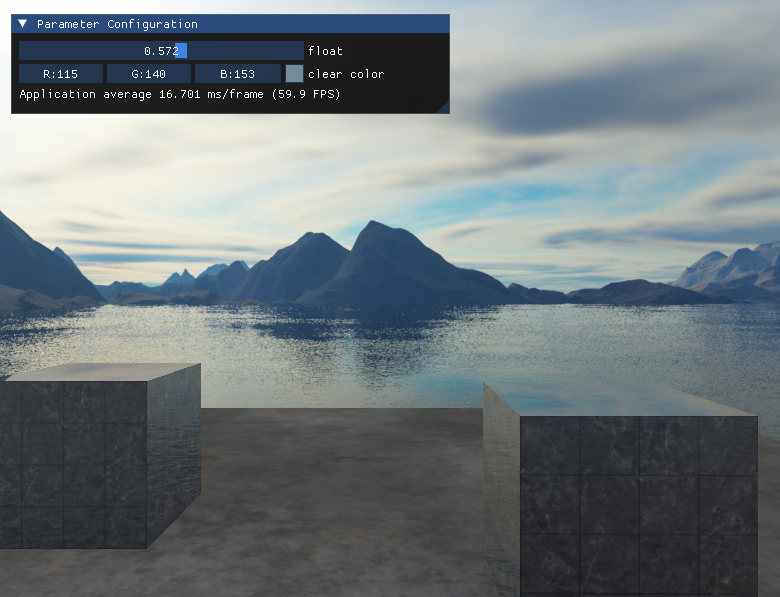 Parameter Configuration
0.572 float
R:115 G:140 B:153 clear color
Application average 16.701 ms/frame (59.9 FPS)